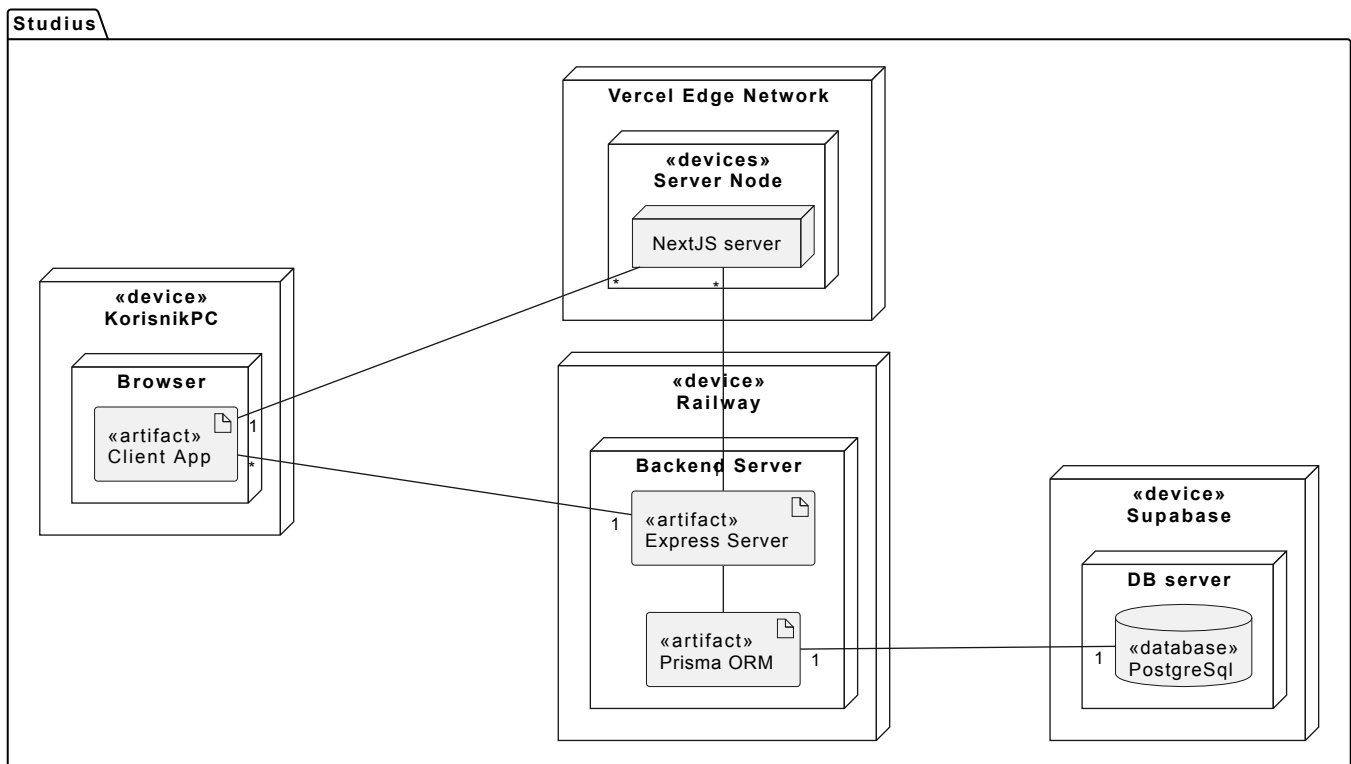 Studius
Vercel Edge Network
«devices»
Server Node
NextJS server
*
*
«device»
KorisnikPC
Browser
«artifact»
Client App
1
*
«device»
Railway
Backend Server
1
«artifact»
Express Server
1
«artifact»
Prisma ORM
1
«device»
Supabase
DB server
«database»
PostgreSql
1